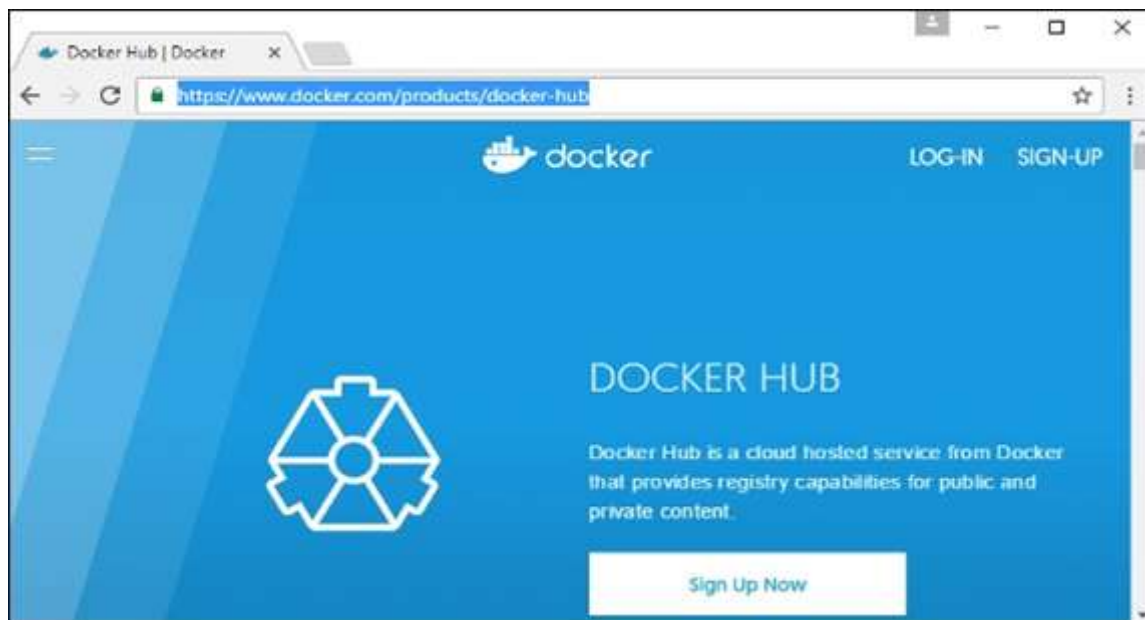 Docker Hub | Docker
https://www.docker.com/products/docker-hub
docker
LOG-IN SIGN-UP
DOCKER HUB
Docker Hub is a cloud hosted service from Docker
that provides registry capabilities for public and
private content.
Sign Up Now